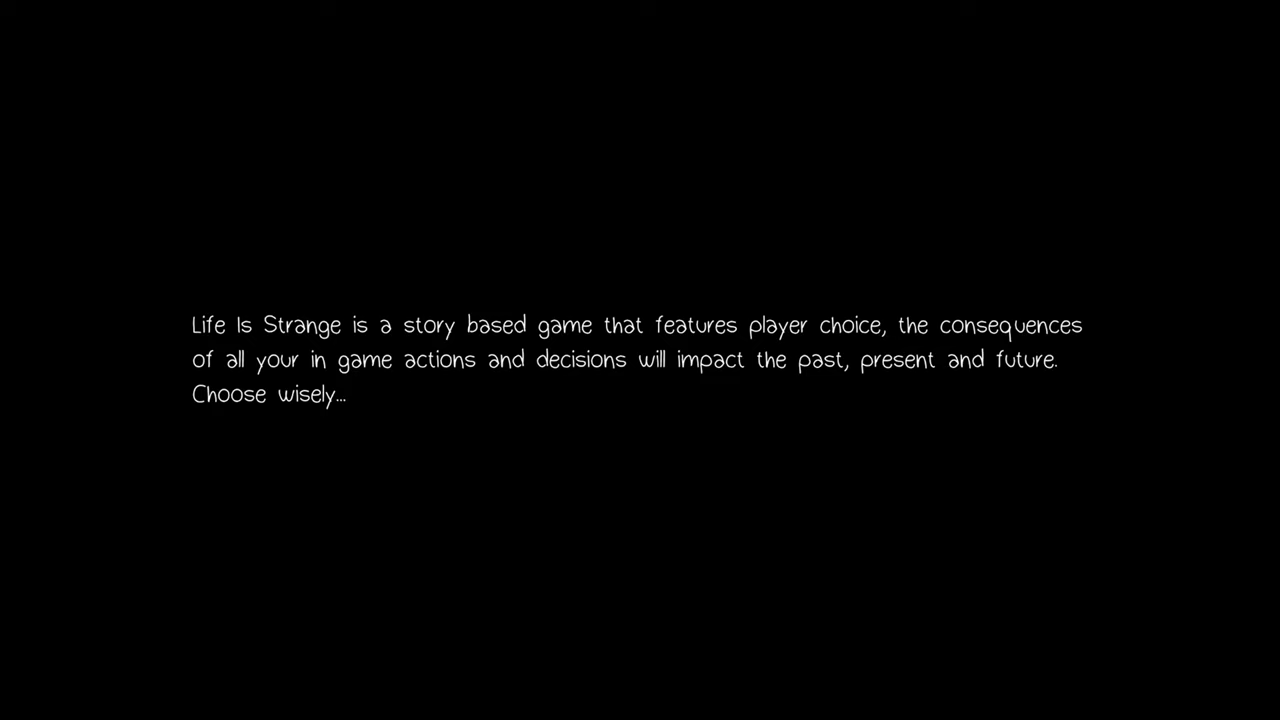 Life Is Strange is a story based game that features player choice, the consequences
of all your in game actions and decisions will impact the past, present and future.
Choose wisely...